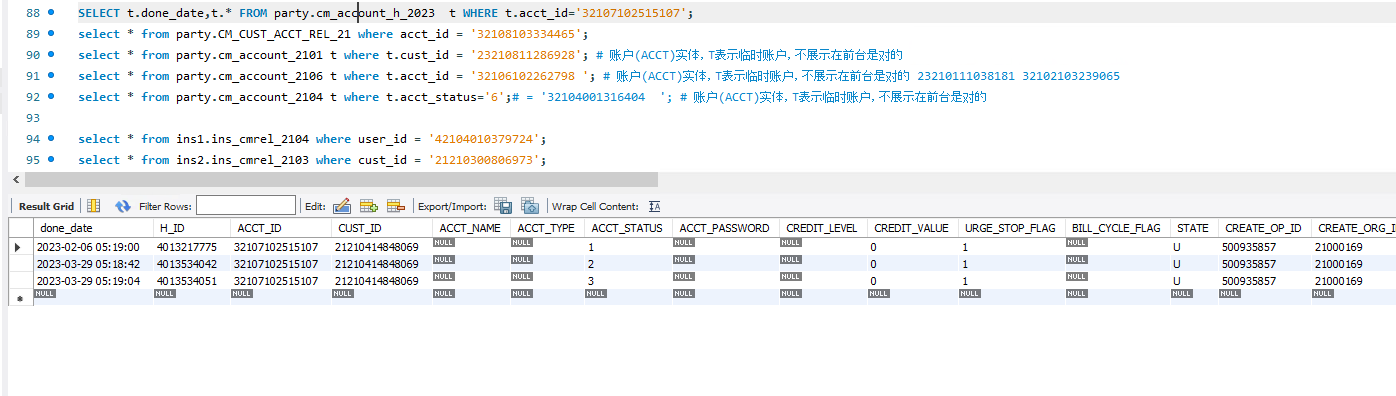 88 SELECT t.done_date,t.* FROM party.cm_account_h_2023  t WHERE t.acct_id='32107102515107';
89 select * from party.CM_CUST_ACCT_REL_21 where acct_id = '32108103334465';
90 select * from party.cm_account_2101 t where t.cust_id = '23210811286928'; # 账户(ACCT)实体，T表示临时账户,不展示在前台是对的
91 select * from party.cm_account_2106 t where t.acct_id = '32106102262798 '; # 账户(ACCT)实体，T表示临时账户,不展示在前台是对的 23210111038181 32102103239065
92 select * from party.cm_account_2104 t where t.acct_status='6';# = '32104001316404  '; # 账户(ACCT)实体，T表示临时账户,不展示在前台是对的
93
94 select * from ins1.ins_cmrel_2104 where user_id = '42104010379724';
95 select * from ins2.ins_cmrel_2103 where cust_id = '21210300806973';
Result Grid Filter Rows: Edit: Export/Import: Wrap Cell Content:
done_date H_ID ACCT_ID CUST_ID ACCT_NAME ACCT_TYPE ACCT_STATUS ACCT_PASSWORD CREDIT_LEVEL CREDIT_VALUE URGE_STOP_FLAG BILL_CYCLE_FLAG STATE CREATE_OP_ID CREATE_ORG_I
2023-02-06 05:19:00 4013217775 32107102515107 21210414848069 NULL NULL 1 NULL NULL 0 1 NULL U 500935857 21000169
2023-03-29 05:18:42 4013534042 32107102515107 21210414848069 NULL NULL 2 NULL NULL 0 1 NULL U 500935857 21000169
2023-03-29 05:19:04 4013534051 32107102515107 21210414848069 NULL NULL 3 NULL NULL 0 1 NULL U 500935857 21000169
NULL NULL NULL NULL NULL NULL NULL NULL NULL NULL NULL NULL NULL NULL NULL